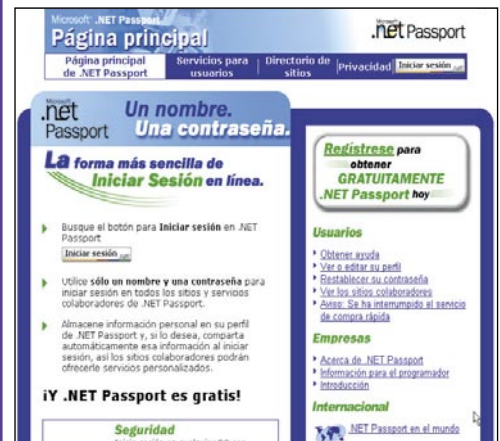 Microsoft® .NET Passport
Página principal
.net Passport
Página principal de .NET Passport
Servicios para usuarios
Directorio de sitios
Privacidad
Iniciar sesión .net
Microsoft®
.net
Passport
Un nombre.
Una contraseña.
La forma más sencilla de
Iniciar Sesión en línea.
Busque el botón para Iniciar sesión en .NET
Passport
Iniciar sesión .net
Utilice sólo un nombre y una contraseña para
iniciar sesión en todos los sitios y servicios
colaboradores de .NET Passport.
Almacene información personal en su perfil
de .NET Passport y, si lo desea, comparta
automáticamente esa información al iniciar
sesión, así los sitios colaboradores podrán
ofrecerle servicios personalizados.
¡Y .NET Passport es gratis!
Seguridad
Regístrese para
obtener
GRATUITAMENTE
.NET Passport hoy
Usuarios
Obtener ayuda
Ver o editar su perfil
Restablecer su contraseña
Ver los sitios colaboradores
Aviso: Se ha interrumpido el servicio
de compra rápida
Empresas
Acerca de .NET Passport
Información para el programador
Introducción
Internacional
.NET Passport en el mundo